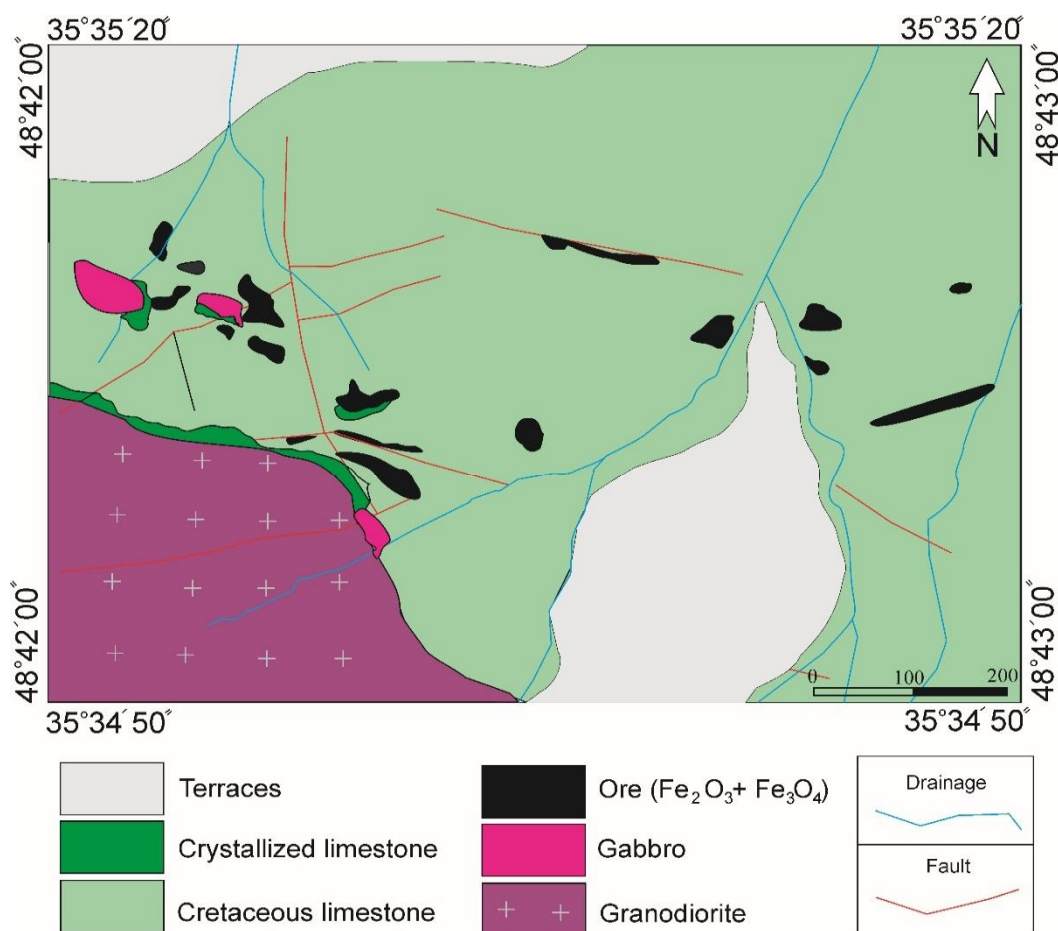 35°35´20˝ 35°35´20˝
48°42´00˝ 48°43´00˝
N
48°42´00˝ 48°43´00˝
0 100 200
35°34´50˝ 35°34´50˝
Terraces
Crystallized limestone
Cretaceous limestone
Ore (Fe₂O₃+ Fe₃O₄)
Gabbro
Granodiorite
Drainage
Fault